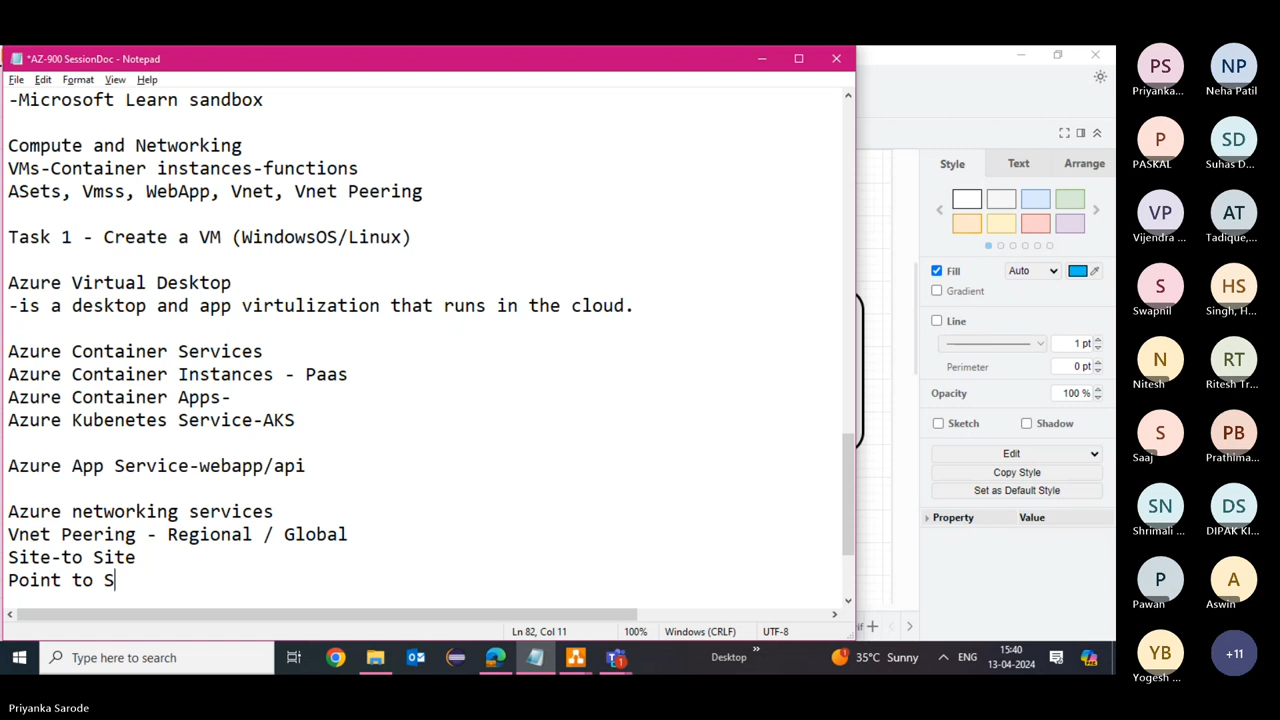 *AZ-900 SessionDoc - Notepad
File Edit Format View Help
-Microsoft Learn sandbox
Compute and Networking
VMs-Container instances-functions
ASets, Vmss, WebApp, Vnet, Vnet Peering
Task 1 - Create a VM (WindowsOS/Linux)
Azure Virtual Desktop
-is a desktop and app virtulization that runs in the cloud.
Azure Container Services
Azure Container Instances - Paas
Azure Container Apps-
Azure Kubenetes Service-AKS
Azure App Service-webapp/api
Azure networking services
Vnet Peering - Regional / Global
Site-to Site
Point to S
Ln 82, Col 11 100% Windows (CRLF) UTF-8
Style Text Arrange
Fill Auto
Gradient
Line
1 pt
Perimeter 0 pt
Opacity 100 %
Sketch Shadow
Edit
Copy Style
Set as Default Style
Property Value
Type here to search
Desktop
35°C Sunny
ENG
15:40
13-04-2024
PS NP
Priyanka... Neha Patil
P SD
PASKAL Suhas D...
VP AT
Vijendra ... Tadique,...
S HS
Swapnil Singh, H...
N RT
Nitesh Ritesh Tr...
S PB
Saaj Prathima...
SN DS
Shrimali ... DIPAK KI...
P A
Pawan Aswin
YB +11
Yogesh ...
Priyanka Sarode